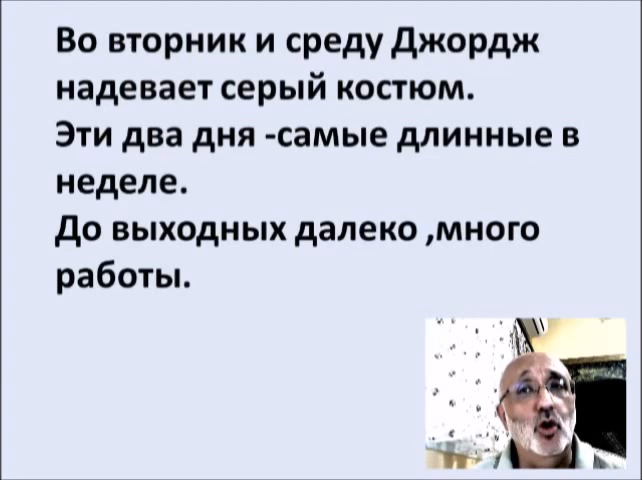 Во вторник и среду Джордж
надевает серый костюм.
Эти два дня -самые длинные в
неделе.
До выходных далеко ,много
работы.